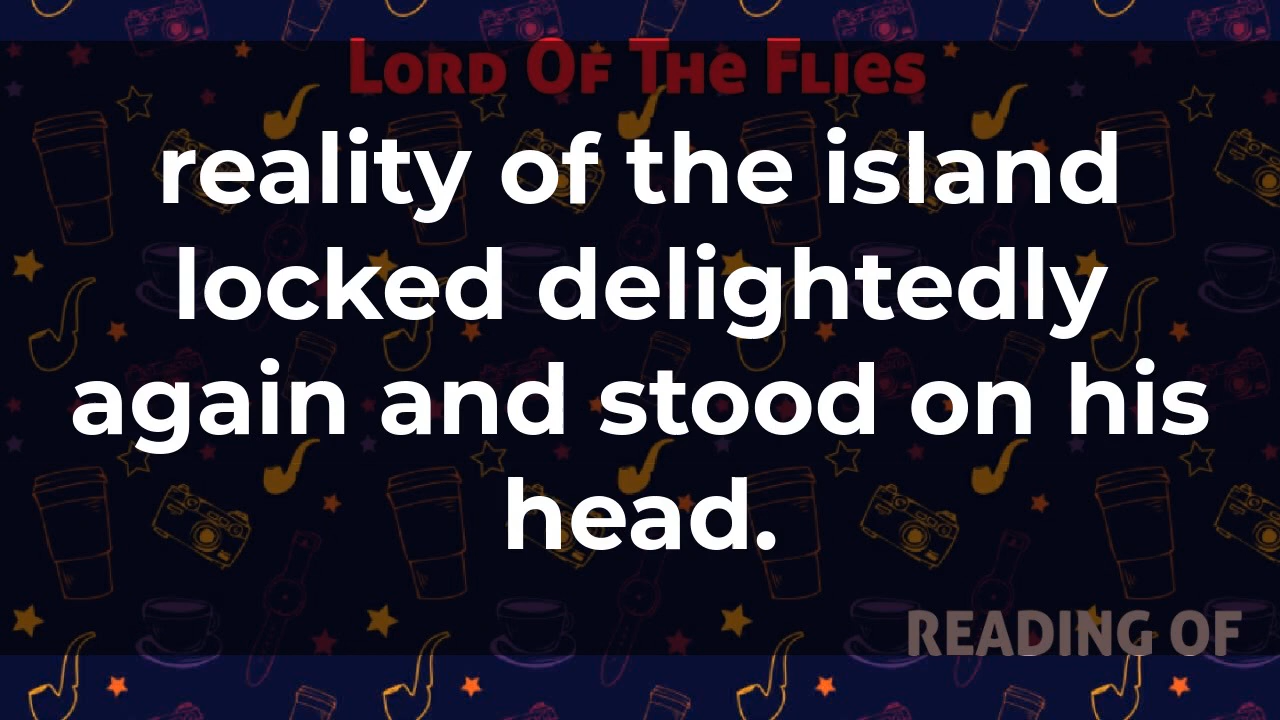 Lord Of The Flies
reality of the island
locked delightedly
again and stood on his
head.
READING OF